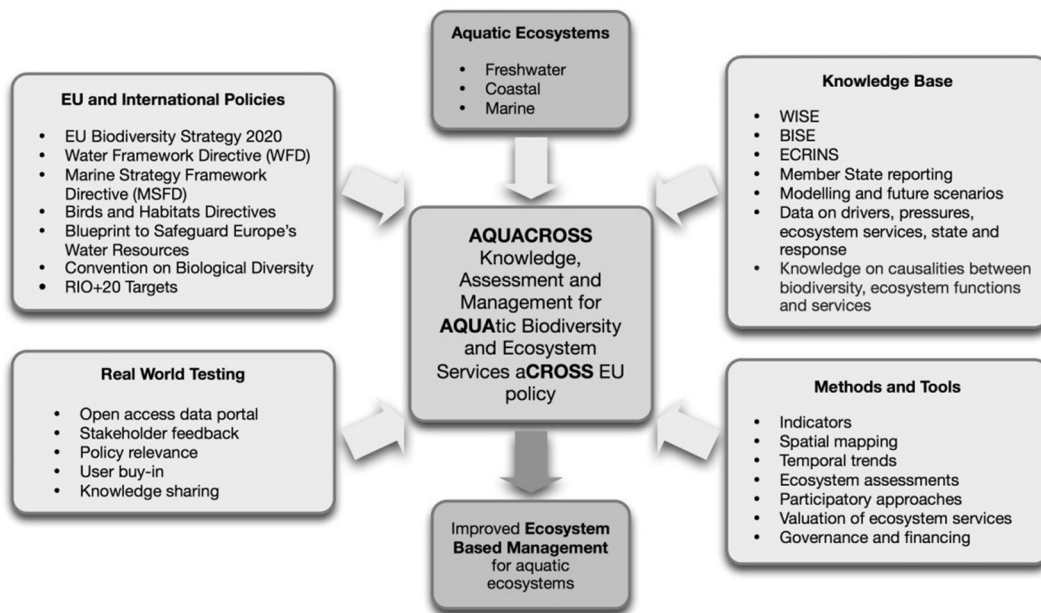 Aquatic Ecosystems
• Freshwater
• Coastal
• Marine
EU and International Policies
• EU Biodiversity Strategy 2020
• Water Framework Directive (WFD)
• Marine Strategy Framework
Directive (MSFD)
• Birds and Habitats Directives
• Blueprint to Safeguard Europe's
Water Resources
• Convention on Biological Diversity
• RIO+20 Targets
Knowledge Base
• WISE
• BISE
• ECRINS
• Member State reporting
• Modelling and future scenarios
• Data on drivers, pressures,
ecosystem services, state and
response
• Knowledge on causalities between
biodiversity, ecosystem functions
and services
AQUACROSS
Knowledge,
Assessment and
Management for
AQUAtic Biodiversity
and Ecosystem
Services aCROSS EU
policy
Real World Testing
• Open access data portal
• Stakeholder feedback
• Policy relevance
• User buy-in
• Knowledge sharing
Methods and Tools
• Indicators
• Spatial mapping
• Temporal trends
• Ecosystem assessments
• Participatory approaches
• Valuation of ecosystem services
• Governance and financing
Improved Ecosystem
Based Management
for aquatic
ecosystems